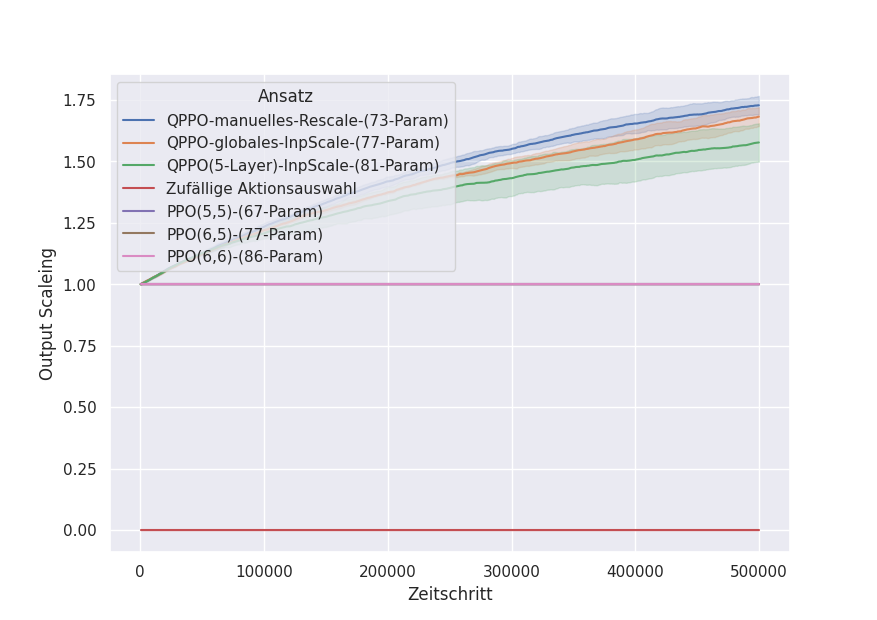 Ansatz
QPPO-manuelles-Rescale-(73-Param)
QPPO-globales-InpScale-(77-Param)
QPPO(5-Layer)-InpScale-(81-Param)
Zufällige Aktionsauswahl
PPO(5,5)-(67-Param)
PPO(6,5)-(77-Param)
PPO(6,6)-(86-Param)
Output Scaleing
1.75
1.50
1.25
1.00
0.75
0.50
0.25
0.00
0 100000 200000 300000 400000 500000
Zeitschritt